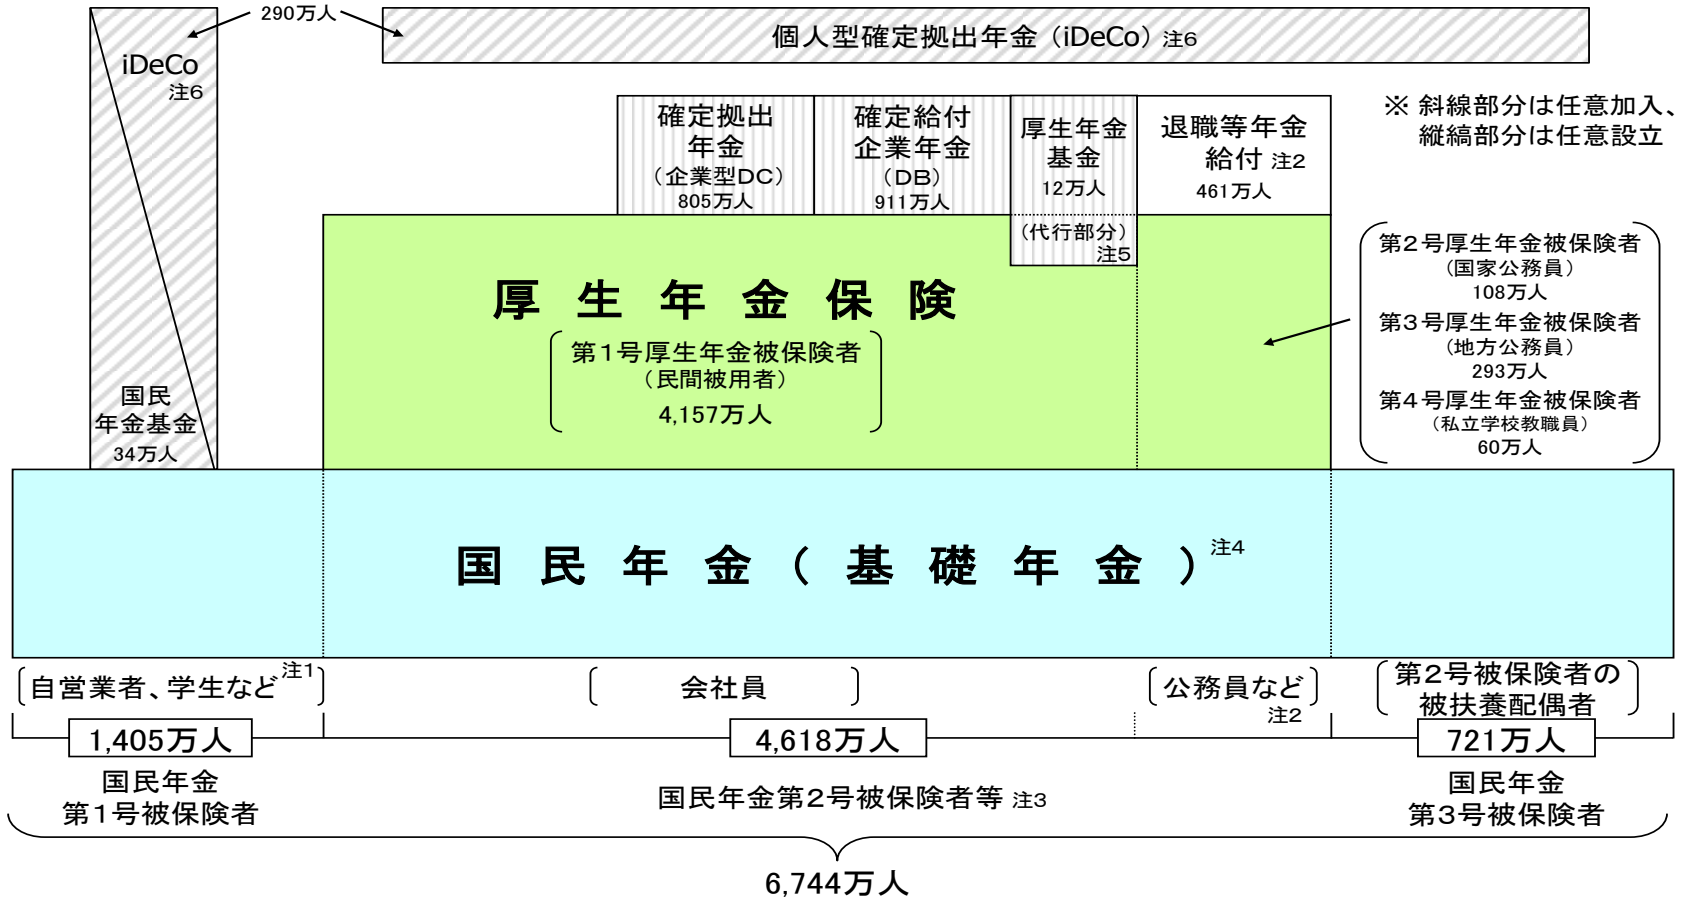 290万人
iDeCo
注6
個人型確定拠出年金（iDeCo）注6
※ 斜線部分は任意加入、
縦縞部分は任意設立
確定拠出
年金
（企業型DC）
805万人
確定給付
企業年金
（DB）
911万人
厚生年金
基金
12万人
（代行部分）
注5
退職等年金
給付 注2
461万人
厚生年金保険
第1号厚生年金被保険者
（民間被用者）
4,157万人
第2号厚生年金被保険者
（国家公務員）
108万人
第3号厚生年金被保険者
（地方公務員）
293万人
第4号厚生年金被保険者
（私立学校教職員）
60万人
国民
年金基金
34万人
国民年金（基礎年金）注4
自営業者、学生など注1
会社員
公務員など
注2
第2号被保険者の
被扶養配偶者
1,405万人
4,618万人
721万人
国民年金
第1号被保険者
国民年金第2号被保険者等 注3
国民年金
第3号被保険者
6,744万人